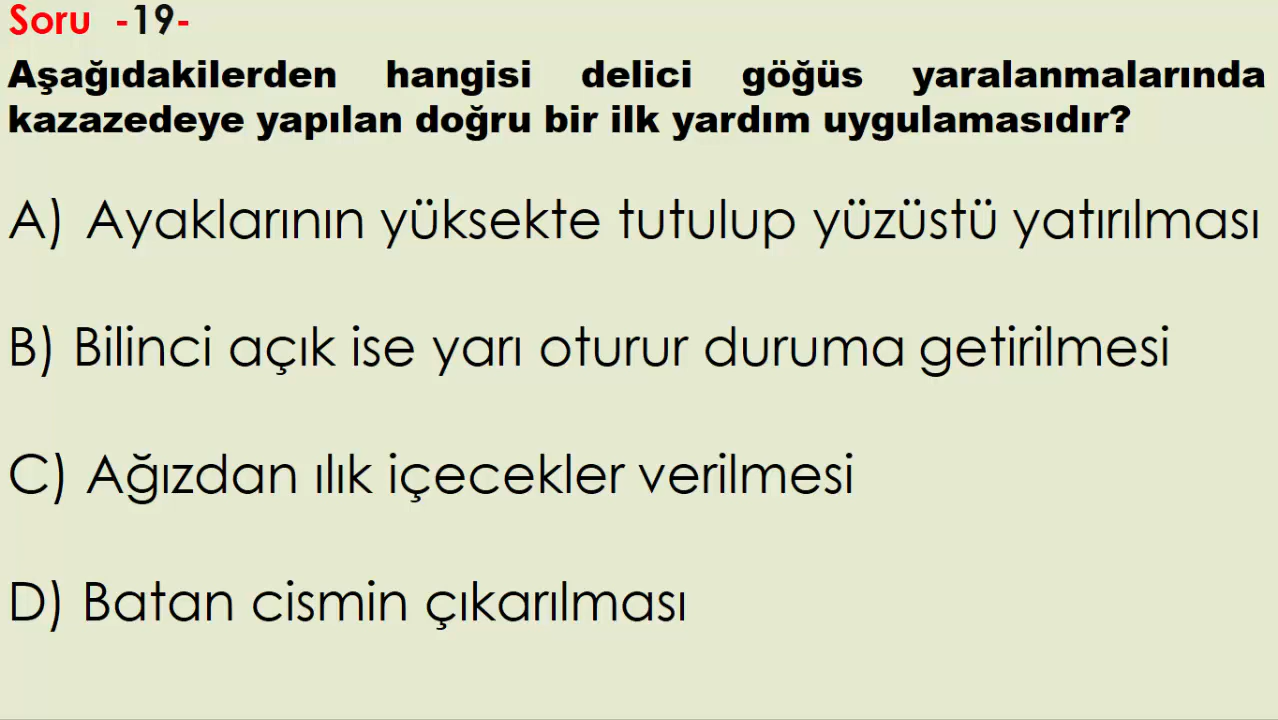 Soru -19-
Aşağıdakilerden hangisi delici göğüs yaralanmalarında
kazazedeye yapılan doğru bir ilk yardım uygulamasıdır?
A) Ayaklarının yüksekte tutulup yüzüstü yatırılması
B) Bilinci açık ise yarı oturur duruma getirilmesi
C) Ağızdan ılık içecekler verilmesi
D) Batan cismin çıkarılması